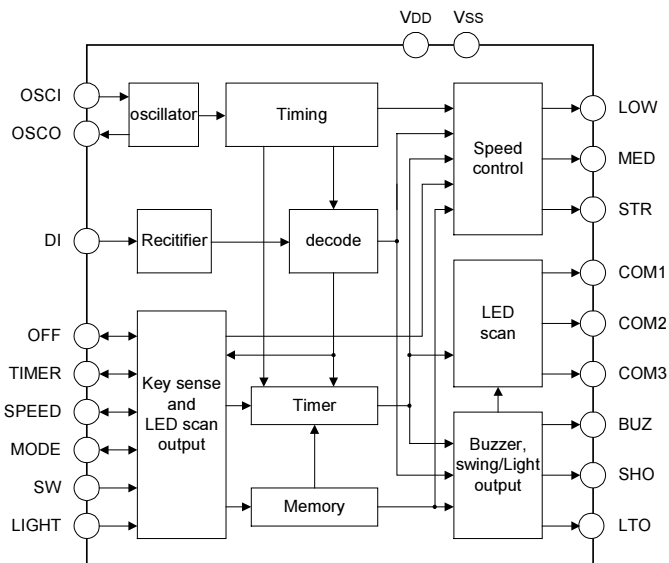 VDD VSS
OSCI
OSCO
oscillator
Timing
Speed
control
LOW
MED
STR
DI
Recitifier
decode
LED
scan
COM1
COM2
COM3
OFF
TIMER
SPEED
MODE
SW
LIGHT
Key sense
and
LED scan
output
Timer
Memory
Buzzer,
swing/Light
output
BUZ
SHO
LTO